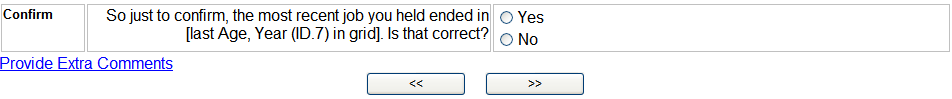 Confirm
So just to confirm, the most recent job you held ended in
[last Age, Year (ID.7) in grid]. Is that correct?
Yes
No
Provide Extra Comments
<< >>